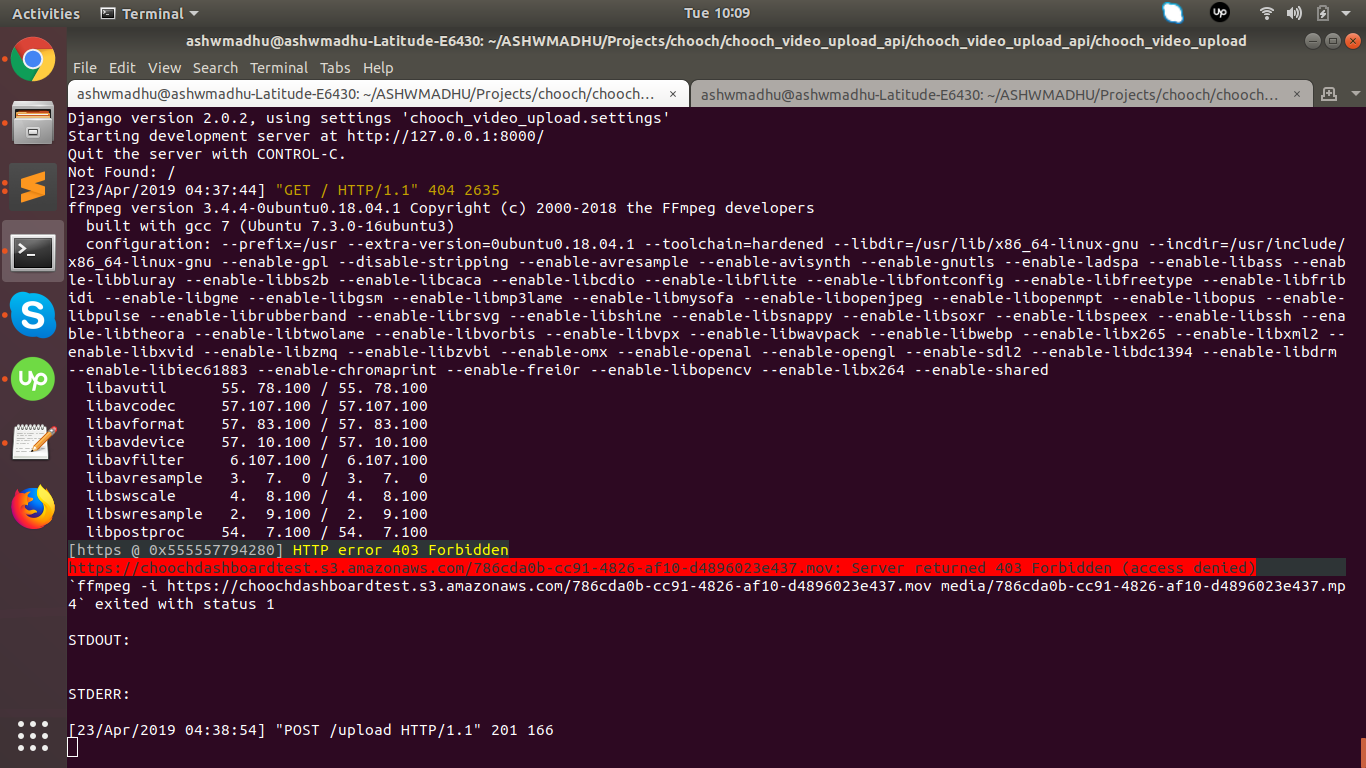 Activities Terminal Tue 10:09 up
ashwmadhu@ashwmadhu-Latitude-E6430: ~/ASHWMADHU/Projects/chooch/chooch_video_upload_api/chooch_video_upload_api/chooch_video_upload
File Edit View Search Terminal Tabs Help
ashwmadhu@ashwmadhu-Latitude-E6430: ~/ASHWMADHU/Projects/chooch/chooch... × ashwmadhu@ashwmadhu-Latitude-E6430: ~/ASHWMADHU/Projects/chooch/chooch... ×
Django version 2.0.2, using settings 'chooch_video_upload.settings'
Starting development server at http://127.0.0.1:8000/
Quit the server with CONTROL-C.
Not Found: /
[23/Apr/2019 04:37:44] "GET / HTTP/1.1" 404 2635
ffmpeg version 3.4.4-0ubuntu0.18.04.1 Copyright (c) 2000-2018 the FFmpeg developers
  built with gcc 7 (Ubuntu 7.3.0-16ubuntu3)
  configuration: --prefix=/usr --extra-version=0ubuntu0.18.04.1 --toolchain=hardened --libdir=/usr/lib/x86_64-linux-gnu --incdir=/usr/include/
x86_64-linux-gnu --enable-gpl --disable-stripping --enable-avresample --enable-avisynth --enable-gnutls --enable-ladspa --enable-libass --enab
le-libbluray --enable-libbs2b --enable-libcaca --enable-libcdio --enable-libflite --enable-libfontconfig --enable-libfreetype --enable-libfrib
idi --enable-libgme --enable-libgsm --enable-libmp3lame --enable-libmysofa --enable-libopenjpeg --enable-libopenmpt --enable-libopus --enable-
libpulse --enable-librubberband --enable-librsvg --enable-libshine --enable-libsnappy --enable-libsoxr --enable-libspeex --enable-libssh --ena
ble-libtheora --enable-libtwolame --enable-libvorbis --enable-libvpx --enable-libwavpack --enable-libwebp --enable-libx265 --enable-libxml2 --
enable-libxvid --enable-libzmq --enable-libzvbi --enable-omx --enable-openal --enable-opengl --enable-sdl2 --enable-libdc1394 --enable-libdrm
--enable-libiec61883 --enable-chromaprint --enable-frei0r --enable-libopencv --enable-libx264 --enable-shared
  libavutil      55. 78.100 / 55. 78.100
  libavcodec     57.107.100 / 57.107.100
  libavformat    57. 83.100 / 57. 83.100
  libavdevice    57. 10.100 / 57. 10.100
  libavfilter     6.107.100 /  6.107.100
  libavresample   3.  7.  0 /  3.  7.  0
  libswscale      4.  8.100 /  4.  8.100
  libswresample   2.  9.100 /  2.  9.100
  libpostproc    54.  7.100 / 54.  7.100
[https @ 0x555557794280] HTTP error 403 Forbidden
https://choochdashboardtest.s3.amazonaws.com/786cda0b-cc91-4826-af10-d4896023e437.mov: Server returned 403 Forbidden (access denied)
`ffmpeg -i https://choochdashboardtest.s3.amazonaws.com/786cda0b-cc91-4826-af10-d4896023e437.mov media/786cda0b-cc91-4826-af10-d4896023e437.mp
4` exited with status 1
STDOUT:
STDERR:
[23/Apr/2019 04:38:54] "POST /upload HTTP/1.1" 201 166
S
up